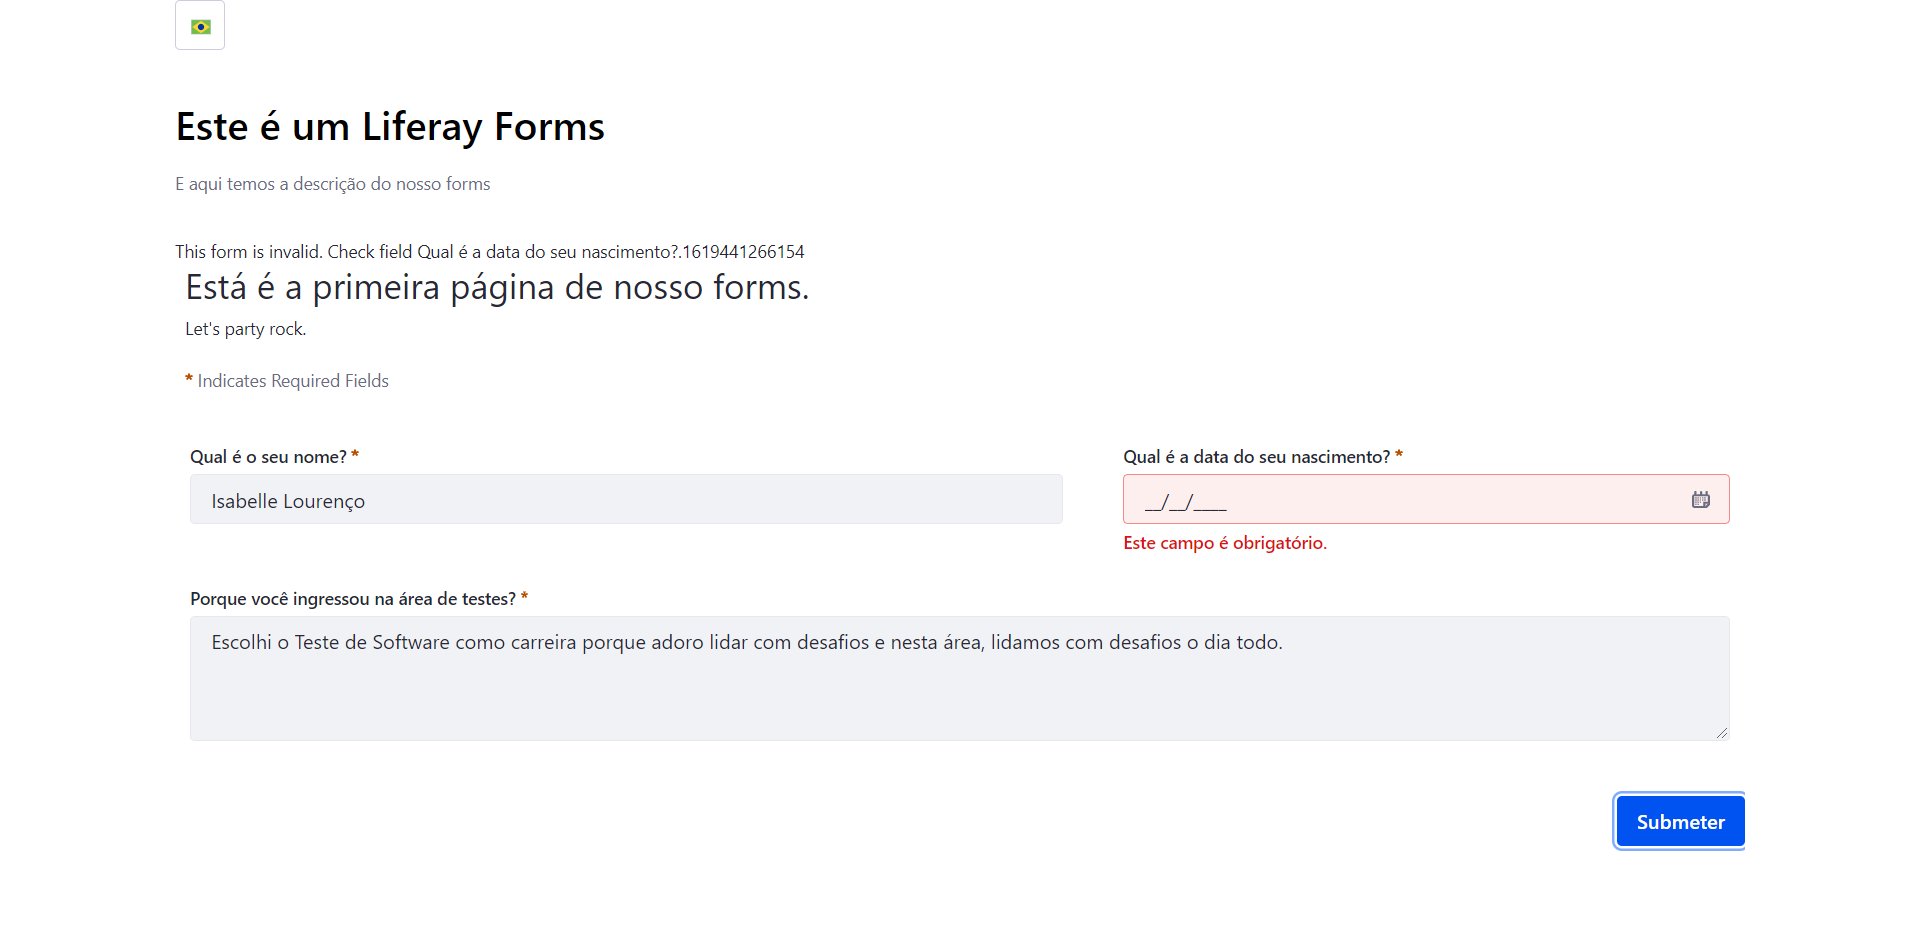 Este é um Liferay Forms
E aqui temos a descrição do nosso forms
This form is invalid. Check field Qual é a data do seu nascimento?.1619441266154
Está é a primeira página de nosso forms.
Let's party rock.
* Indicates Required Fields
Qual é o seu nome? *
Isabelle Lourenço
Qual é a data do seu nascimento? *
__/__/____
Este campo é obrigatório.
Porque você ingressou na área de testes? *
Escolhi o Teste de Software como carreira porque adoro lidar com desafios e nesta área, lidamos com desafios o dia todo.
Submeter